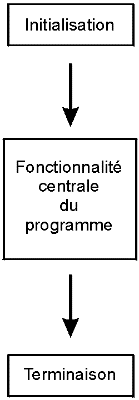 Initialisation
Fonctionnalité
centrale
du
programme
Terminaison